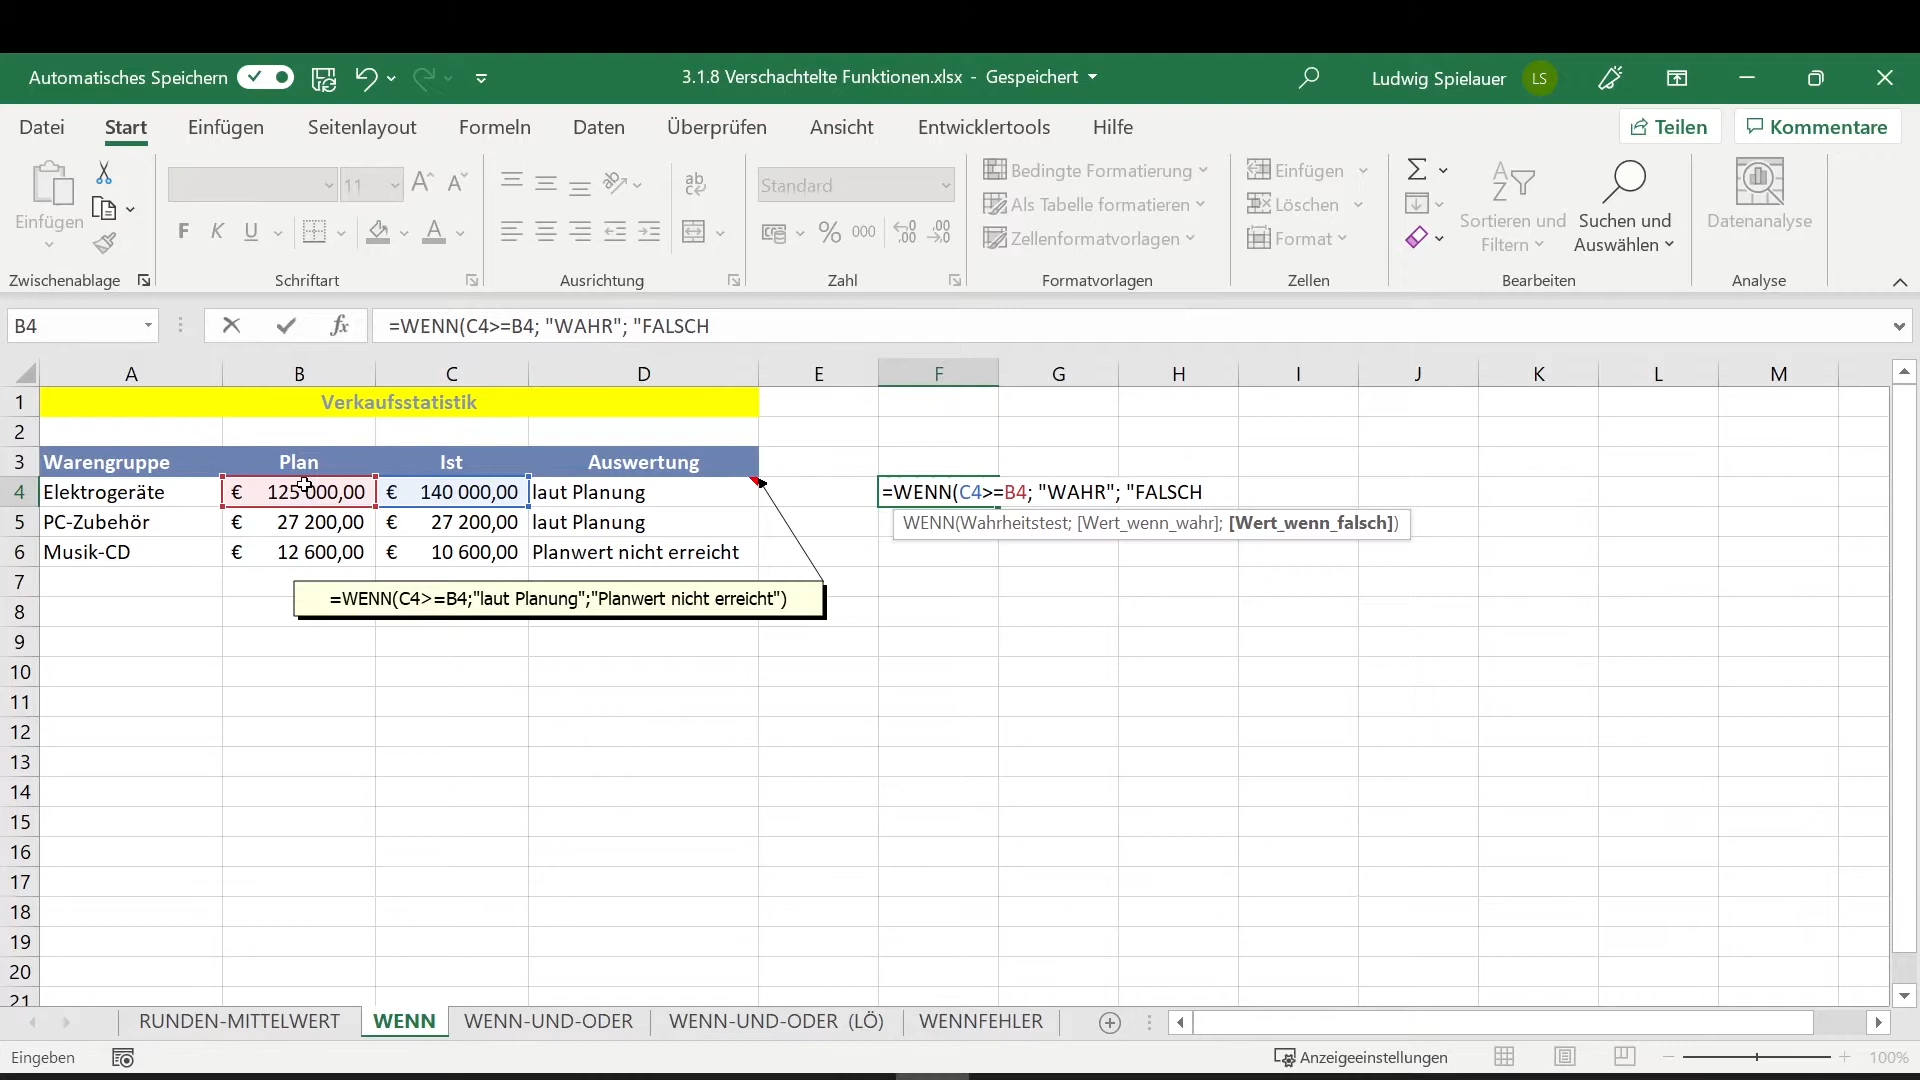 Automatisches Speichern
3.1.8 Verschachtelte Funktionen.xlsx - Gespeichert
Ludwig Spielauer LS
Datei Start Einfügen Seitenlayout Formeln Daten Überprüfen Ansicht Entwicklertools Hilfe Teilen Kommentare
Einfügen
11
ab
c
F K U
A
Standard
% 000
Bedingte Formatierung
Als Tabelle formatieren
Zellenformatvorlagen
Einfügen
Löschen
Format
Sortieren und
Filtern
Suchen und
Auswählen
Datenanalyse
Zwischenablage Schriftart Ausrichtung Zahl Formatvorlagen Zellen Bearbeiten Analyse
B4 fx =WENN(C4>=B4; "WAHR"; "FALSCH
A B C D E F G H I J K L M
1 Verkaufsstatistik
2
3 Warengruppe Plan Ist Auswertung
4 Elektrogeräte € 125 000,00 € 140 000,00 laut Planung =WENN(C4>=B4; "WAHR"; "FALSCH
WENN(Wahrheitstest; [Wert_wenn_wahr]; [Wert_wenn_falsch])
5 PC-Zubehör € 27 200,00 € 27 200,00 laut Planung
6 Musik-CD € 12 600,00 € 10 600,00 Planwert nicht erreicht
7
=WENN(C4>=B4;"laut Planung";"Planwert nicht erreicht")
8
9
10
11
12
13
14
15
16
17
18
19
20
21
RUNDEN-MITTELWERT WENN WENN-UND-ODER WENN-UND-ODER (LÖ) WENNFEHLER
Eingeben Anzeigeeinstellungen 100%